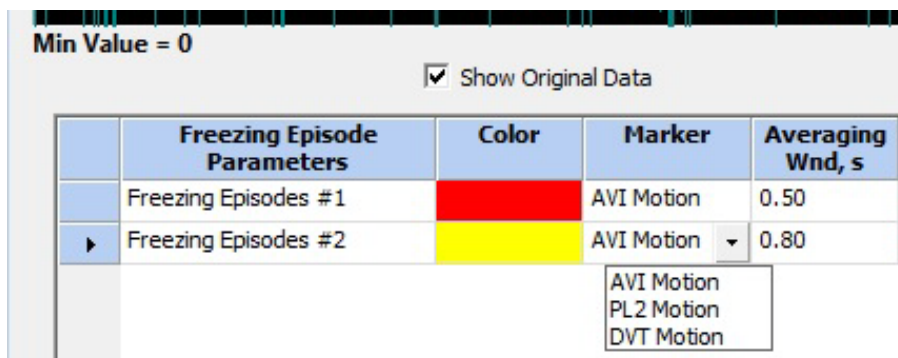 Min Value = 0
Show Original Data
Freezing Episode Parameters Color Marker Averaging Wnd, s
Freezing Episodes #1 AVI Motion 0.50
Freezing Episodes #2 AVI Motion 0.80
AVI Motion
PL2 Motion
DVT Motion